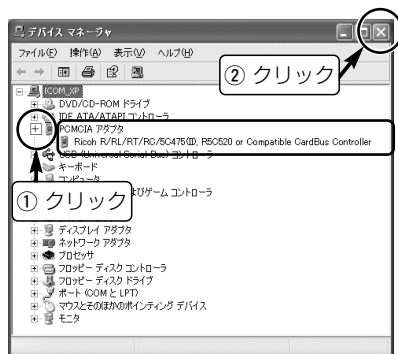 デバイス マネージャ
ファイル(F) 操作(A) 表示(V) ヘルプ(H)
② クリック
ICOM_XP
DVD/CD-ROM ドライブ
IDE ATA/ATAPI コントローラ
PCMCIA アダプタ
Ricoh R/RL/RT/RC/5C475(II), R5C520 or Compatible CardBus Controller
USB (Universal Serial Bus) コントローラ
キーボード
コンピュータ
① クリック
よびゲーム コントローラ
ディスプレイ アダプタ
ネットワーク アダプタ
プロセッサ
フロッピー ディスク コントローラ
フロッピー ディスク ドライブ
ポート (COM と LPT)
マウスとそのほかのポインティング デバイス
モニタ